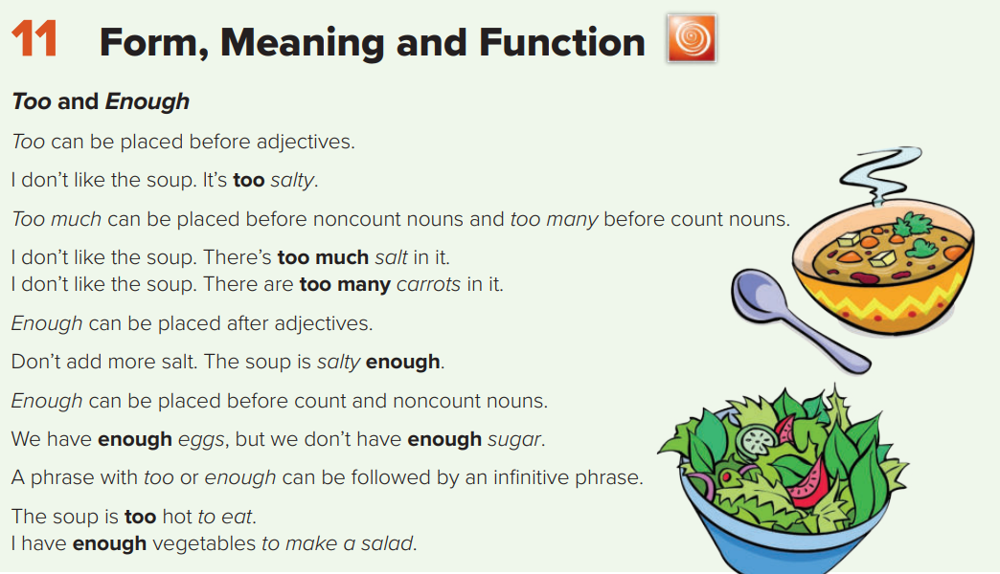 11 Form, Meaning and Function
Too and Enough
Too can be placed before adjectives.
I don’t like the soup. It’s too salty.
Too much can be placed before noncount nouns and too many before count nouns.
I don’t like the soup. There’s too much salt in it.
I don’t like the soup. There are too many carrots in it.
Enough can be placed after adjectives.
Don’t add more salt. The soup is salty enough.
Enough can be placed before count and noncount nouns.
We have enough eggs, but we don’t have enough sugar.
A phrase with too or enough can be followed by an infinitive phrase.
The soup is too hot to eat.
I have enough vegetables to make a salad.